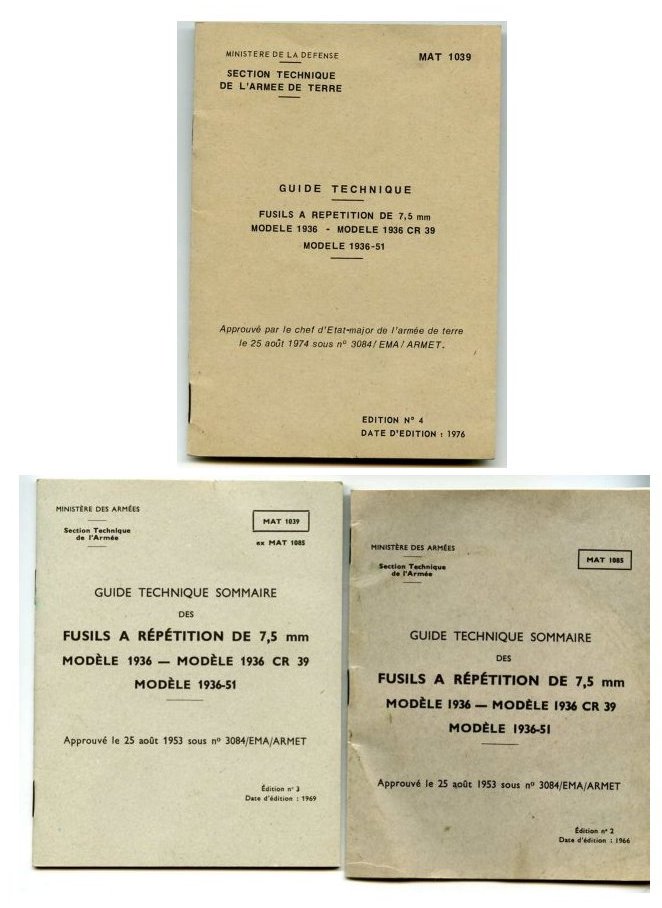 MINISTERE DE LA DEFENSE
MAT 1039
SECTION TECHNIQUE
DE L'ARMEE DE TERRE
GUIDE TECHNIQUE
FUSILS A REPETITION DE 7,5 mm
MODELE 1936 - MODELE 1936 CR 39
MODELE 1936-51
Approuvé par le chef d'Etat-major de l'armée de terre
le 25 août 1974 sous nº 3084/ EMA / ARMET.
EDITION Nº 4
DATE D'EDITION : 1976
MINISTÈRE DES ARMÉES
Section Technique
de l'Armée
MAT 1039
ex MAT 1085
GUIDE TECHNIQUE SOMMAIRE
DES
FUSILS A RÉPÉTITION DE 7,5 mm
MODÈLE 1936 — MODÈLE 1936 CR 39
MODÈLE 1936-51
Approuvé le 25 août 1953 sous nº 3084/EMA/ARMET
Édition nº 3
Date d'édition : 1969
MINISTÈRE DES ARMÉES
Section Technique
de l'Armée
MAT 1085
GUIDE TECHNIQUE SOMMAIRE
DES
FUSILS A RÉPÉTITION DE 7,5 mm
MODÈLE 1936 — MODÈLE 1936 CR 39
MODÈLE 1936-51
Approuvé le 25 août 1953 sous nº 3084/EMA/ARMET
Édition nº 2
Date d'édition : 1966